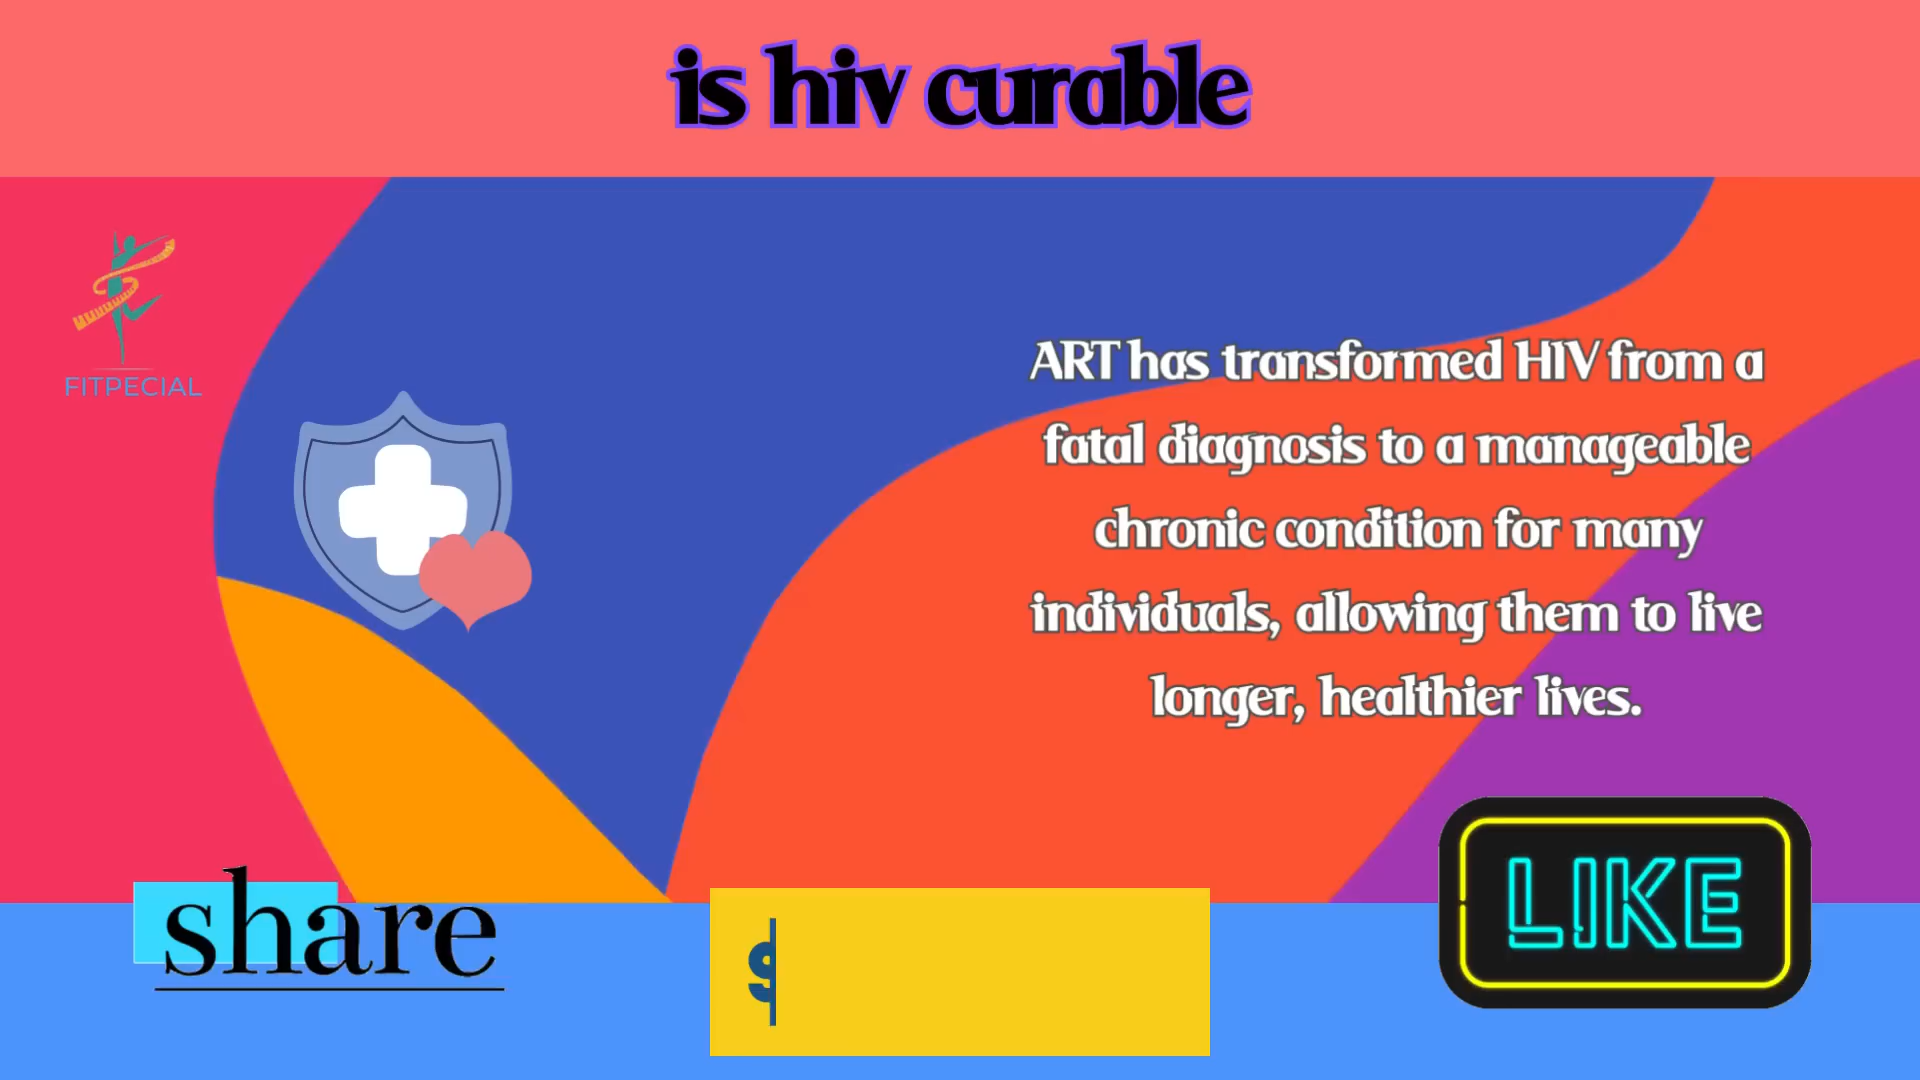 is hiv curable
FITPECIAL
ART has transformed HIV from a
fatal diagnosis to a manageable
chronic condition for many
individuals, allowing them to live
longer, healthier lives.
share
LIKE